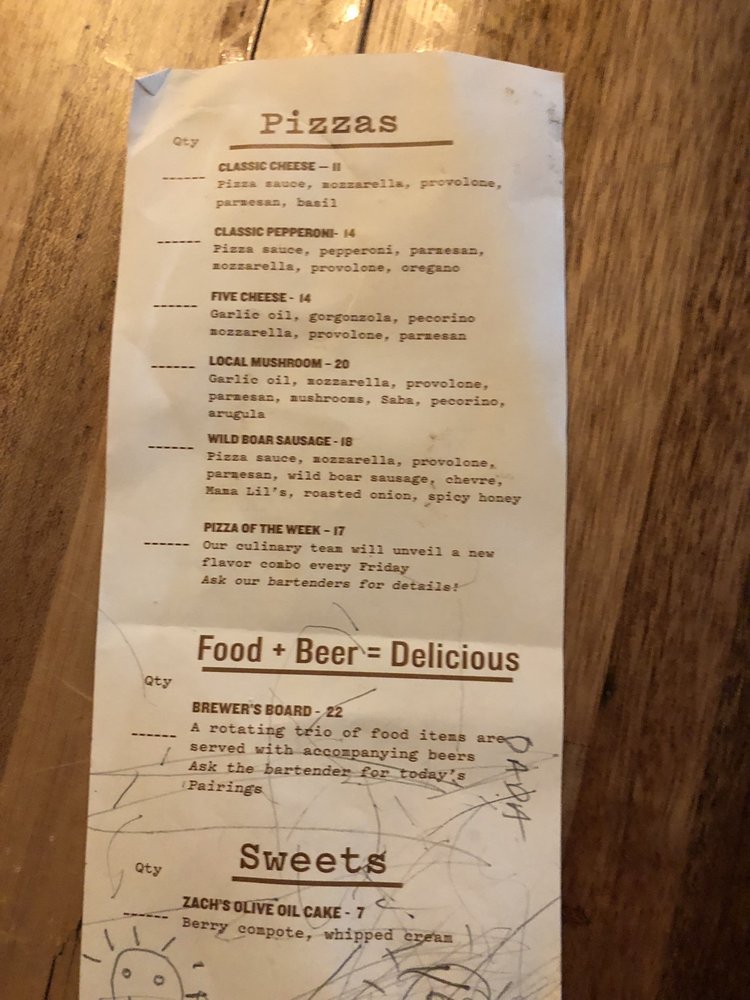 Pizzas
Qty
CLASSIC CHEESE – 11
Pizza sauce, mozzarella, provolone,
parmesan, basil
CLASSIC PEPPERONI- 14
Pizza sauce, pepperoni, parmesan,
mozzarella, provolone, oregano
FIVE CHEESE - 14
Garlic oil, gorgonzola, pecorino
mozzarella, provolone, parmesan
LOCAL MUSHROOM - 20
Garlic oil, mozzarella, provolone,
parmesan, mushrooms, Saba, pecorino,
arugula
WILD BOAR SAUSAGE - 18
Pizza sauce, mozzarella, provolone,
parmesan, wild boar sausage, chevre,
Mama Lil's, roasted onion, spicy honey
PIZZA OF THE WEEK - 17
Our culinary team will unveil a new
flavor combo every Friday
Ask our bartenders for details!
Food + Beer = Delicious
Qty
BREWER'S BOARD - 22
A rotating trio of food items are
served with accompanying beers
Ask the bartender for today's
Pairings
DADA
Sweets
Qty
ZACH'S OLIVE OIL CAKE - 7
Berry compote, whipped cream